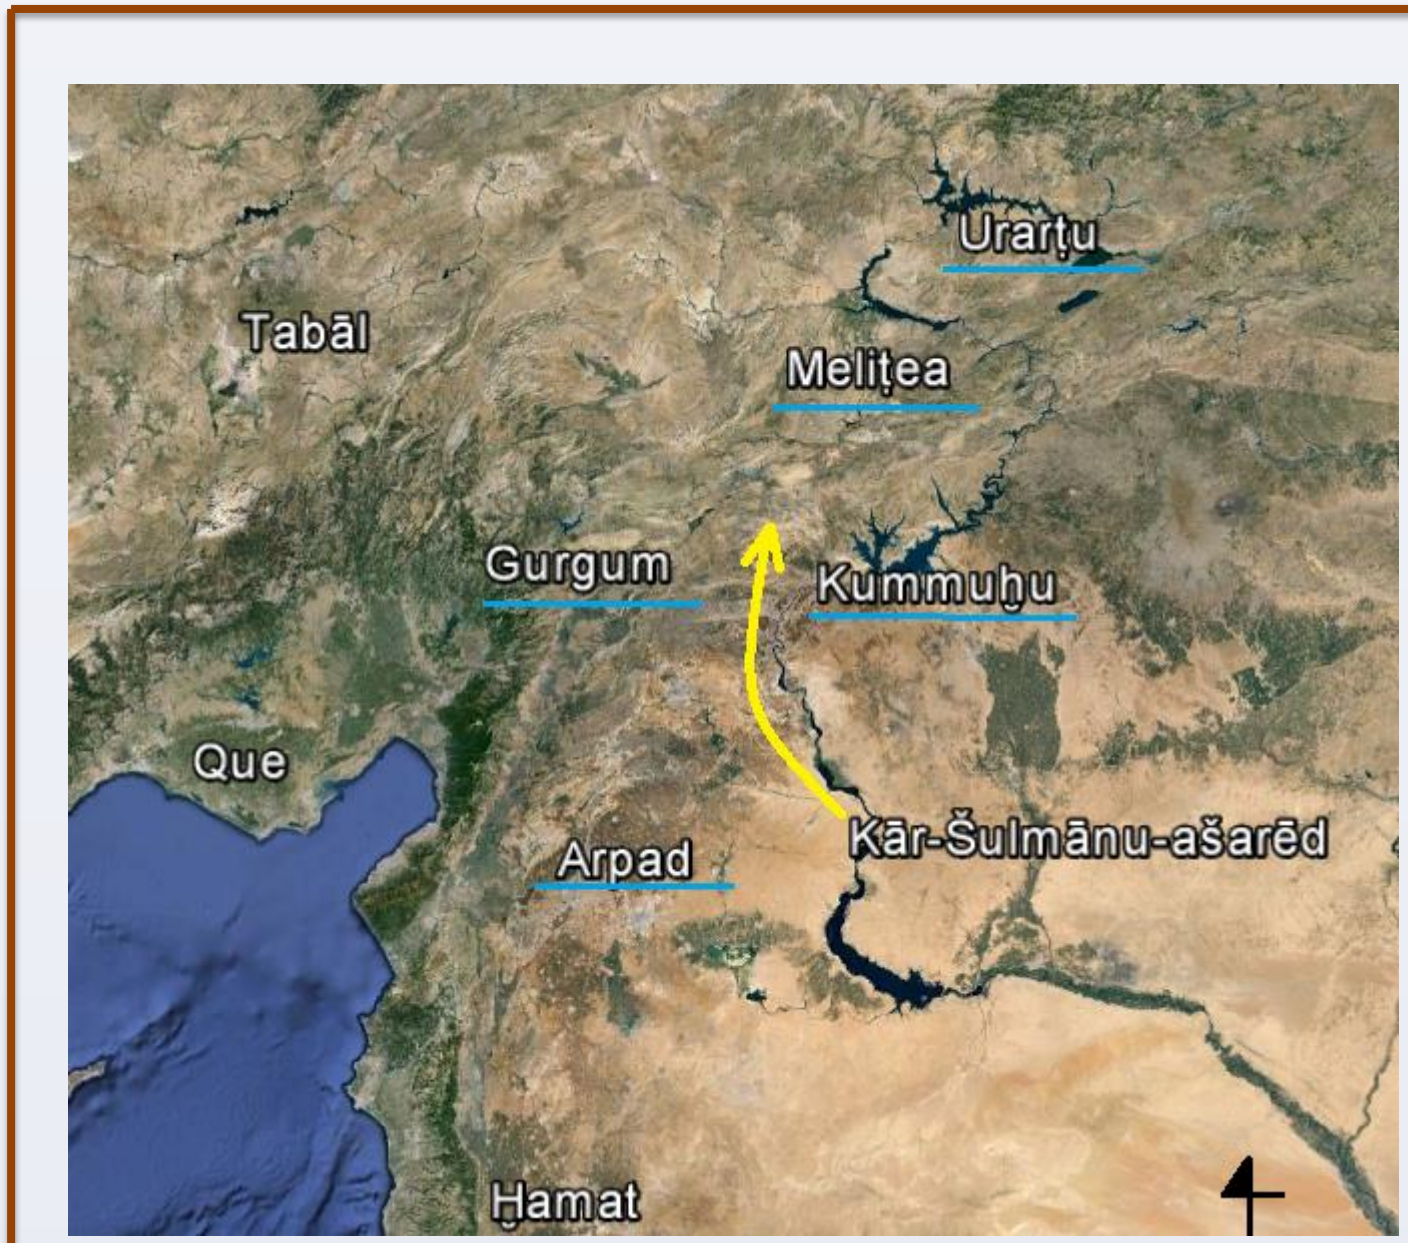 Urarṭu
Tabāl
Meliṭea
Gurgum
Kummuḫu
Que
Kār-Šulmānu-ašarēd
Arpad
Ḫamat